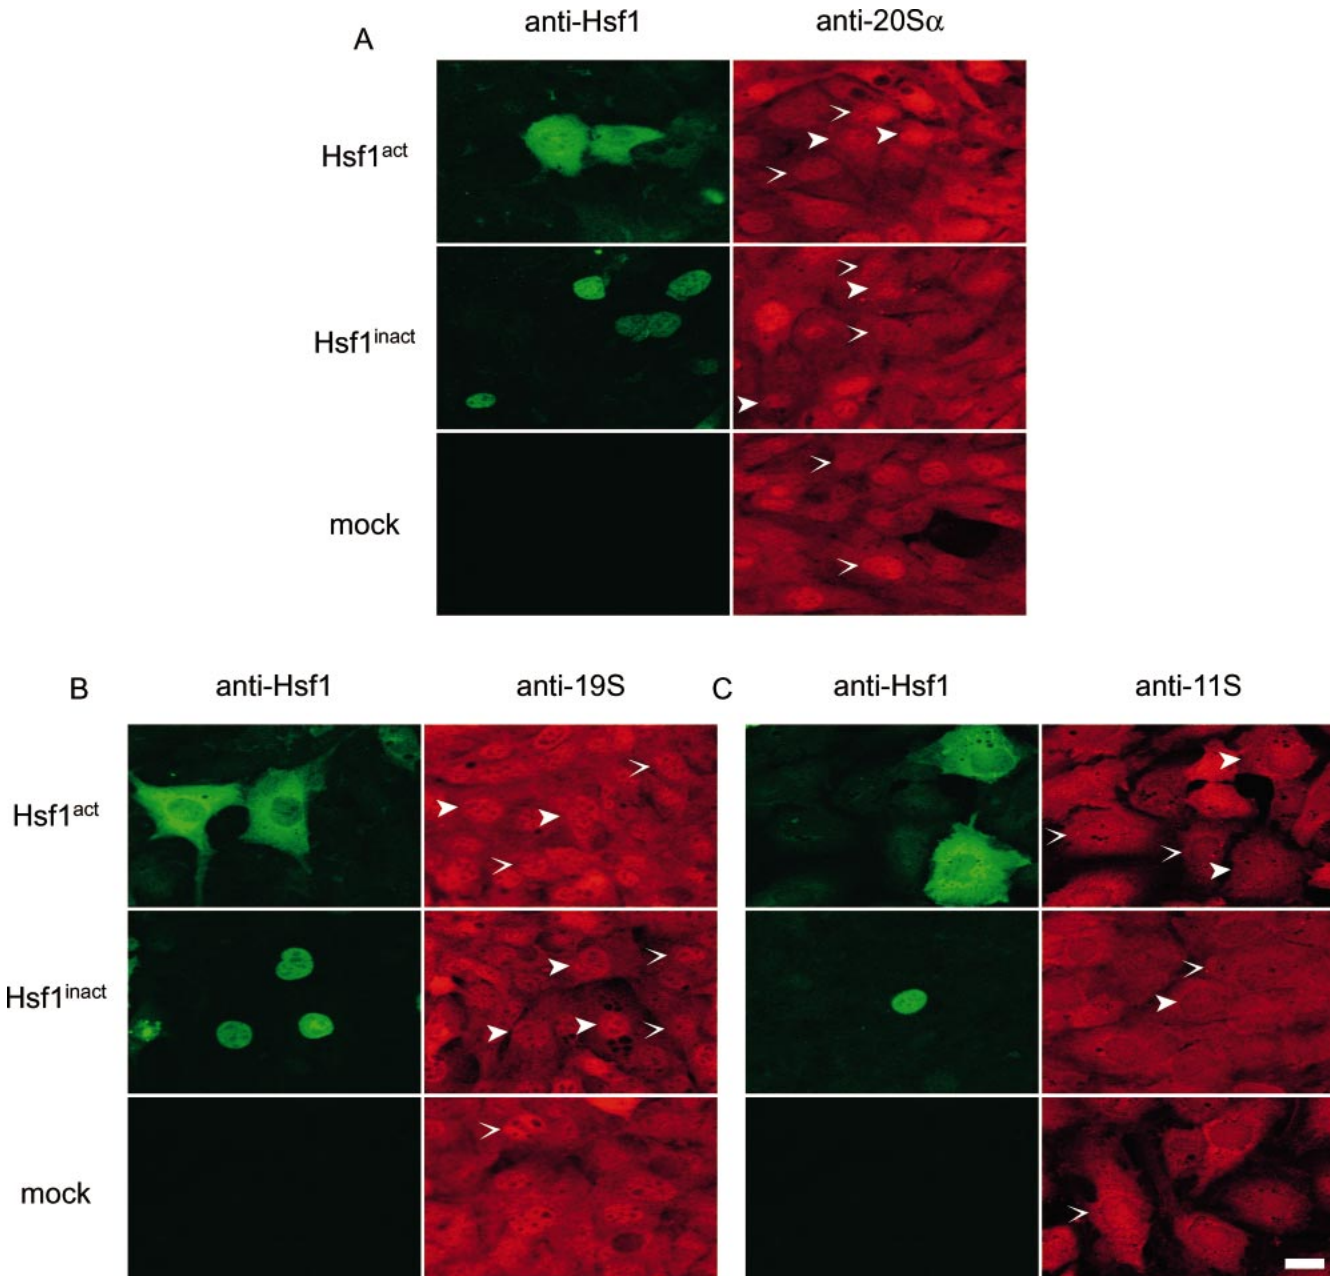 A anti-Hsf1 anti-20Sα
Hsf1act
Hsf1inact
mock
B anti-Hsf1 anti-19S C anti-Hsf1 anti-11S
Hsf1act
Hsf1inact
mock